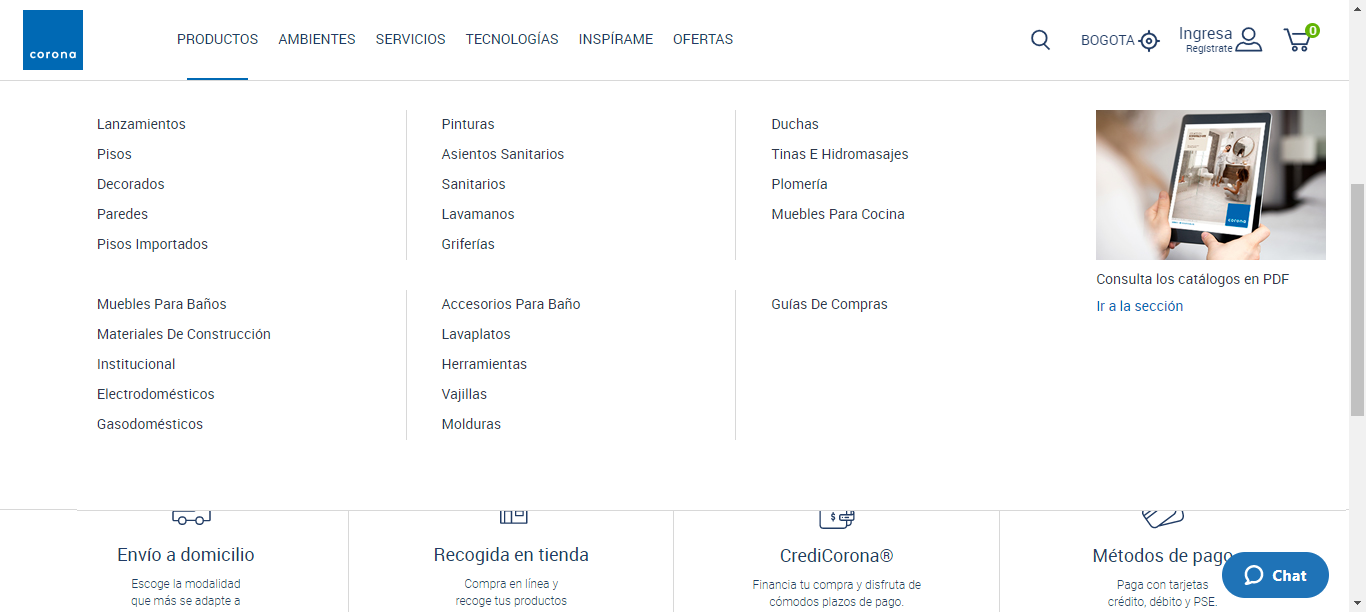 corona
PRODUCTOS
AMBIENTES
SERVICIOS
TECNOLOGÍAS
INSPÍRAME
OFERTAS
BOGOTA
Ingresa
Regístrate
0
Lanzamientos
Pisos
Decorados
Paredes
Pisos Importados
Pinturas
Asientos Sanitarios
Sanitarios
Lavamanos
Griferías
Duchas
Tinas E Hidromasajes
Plomería
Muebles Para Cocina
corona
Consulta los catálogos en PDF
Ir a la sección
Muebles Para Baños
Materiales De Construcción
Institucional
Electrodomésticos
Gasodomésticos
Accesorios Para Baño
Lavaplatos
Herramientas
Vajillas
Molduras
Guías De Compras
Envío a domicilio
Escoge la modalidad
que más se adapte a
Recogida en tienda
Compra en línea y
recoge tus productos
$
CrediCorona®
Financia tu compra y disfruta de
cómodos plazos de pago.
Métodos de pago
Paga con tarjetas
crédito, débito y PSE.
Chat